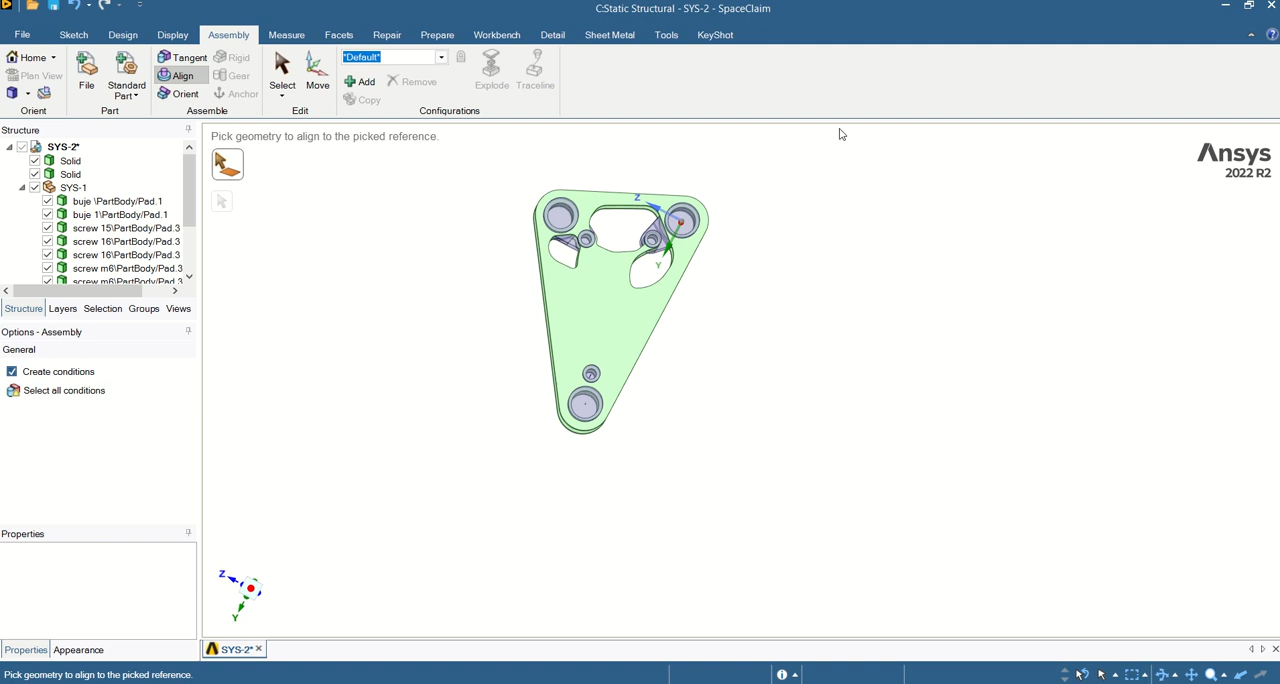 C:Static Structural - SYS-2 - SpaceClaim
File Sketch Design Display Assembly Measure Facets Repair Prepare Workbench Detail Sheet Metal Tools KeyShot
Home
Plan View
Orient
File
Standard Part
Part
Tangent Rigid
Align Gear
Orient Anchor
Assemble
Select Move
Edit
*Default*
Add Remove
Copy
Explode Traceline
Configurations
Structure
SYS-2*
Solid
Solid
SYS-1
buje \PartBody/Pad.1
buje 1\PartBody/Pad.1
screw 15\PartBody/Pad.3
screw 16\PartBody/Pad.3
screw 16\PartBody/Pad.3
screw m6\PartBody/Pad.3
screw m6\PartBody/Pad.3
Structure Layers Selection Groups Views
Options - Assembly
General
Create conditions
Select all conditions
Properties
Properties Appearance
Pick geometry to align to the picked reference.
Ansys
2022 R2
Z
Y
Z
Y
SYS-2*
Pick geometry to align to the picked reference.